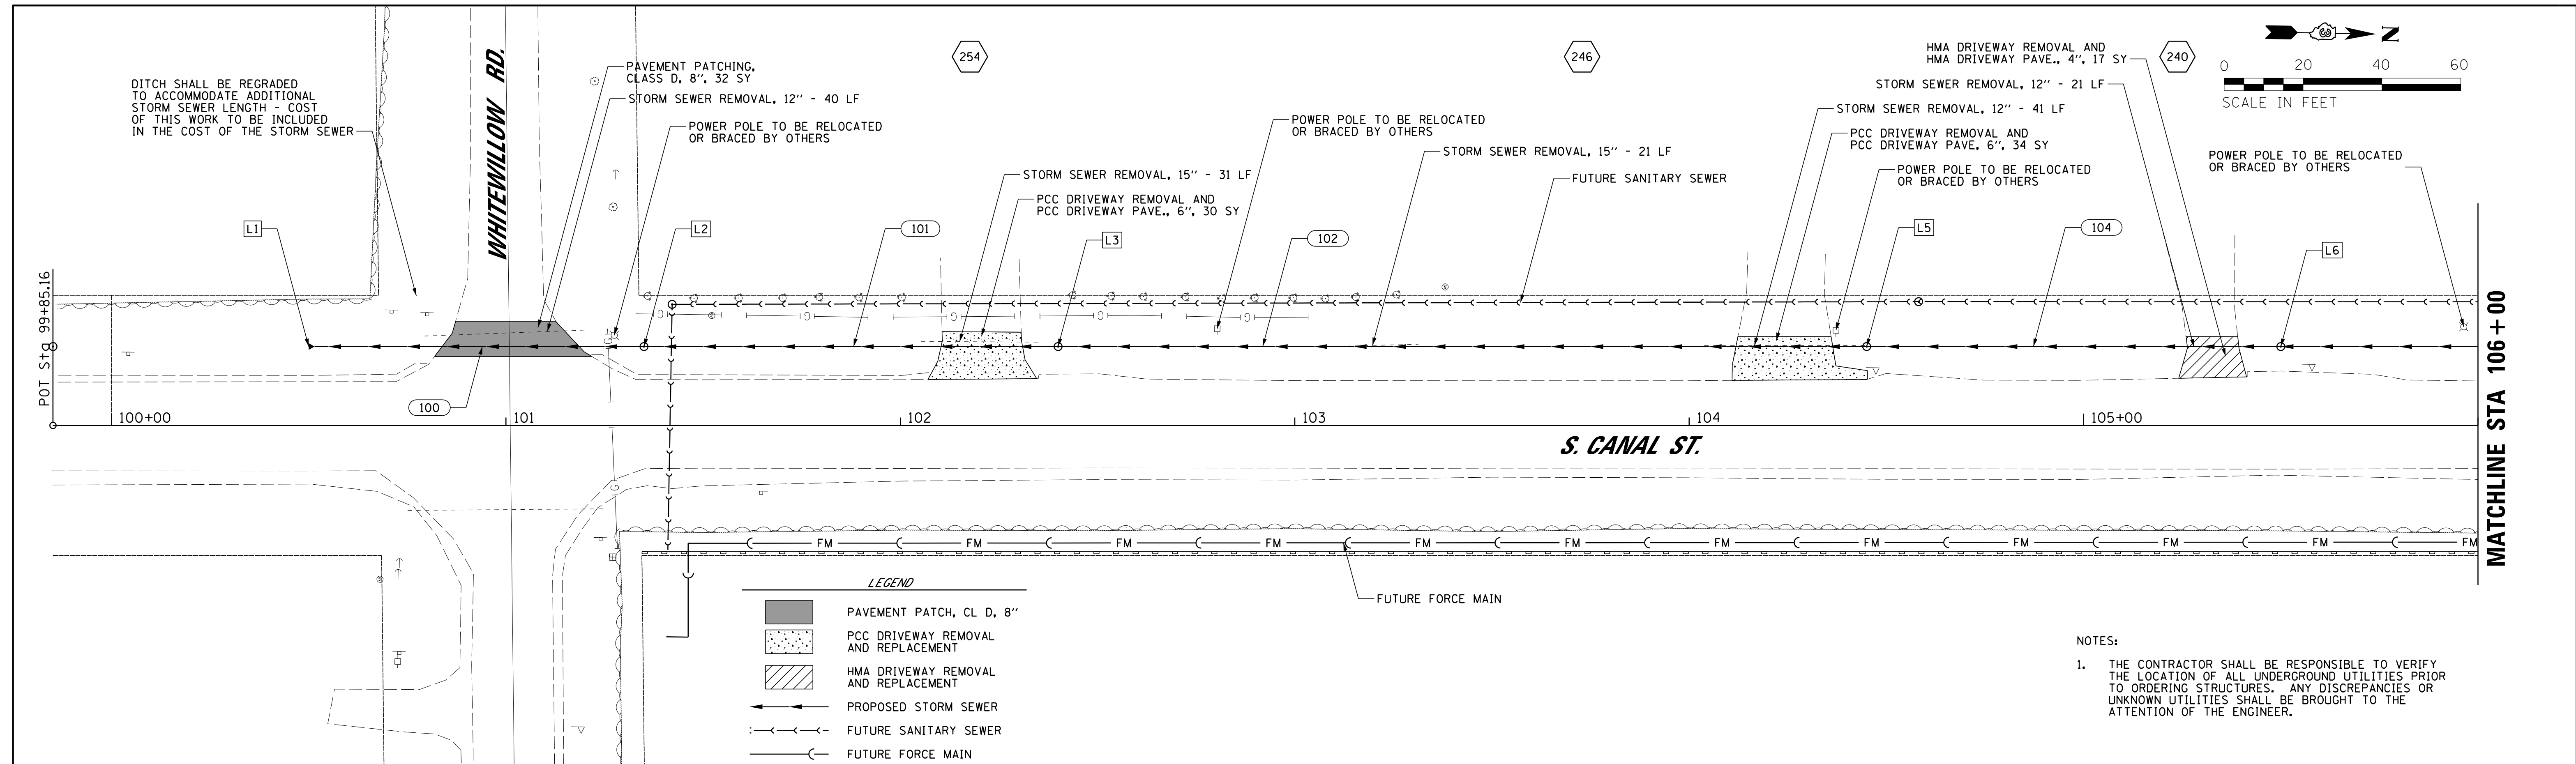 254
246
240
N
0 20 40 60
SCALE IN FEET
DITCH SHALL BE REGRADED
TO ACCOMMODATE ADDITIONAL
STORM SEWER LENGTH - COST
OF THIS WORK TO BE INCLUDED
IN THE COST OF THE STORM SEWER
WHITEWILLOW RD.
PAVEMENT PATCHING,
CLASS D, 8'', 32 SY
STORM SEWER REMOVAL, 12'' - 40 LF
POWER POLE TO BE RELOCATED
OR BRACED BY OTHERS
STORM SEWER REMOVAL, 15'' - 31 LF
PCC DRIVEWAY REMOVAL AND
PCC DRIVEWAY PAVE., 6'', 30 SY
POWER POLE TO BE RELOCATED
OR BRACED BY OTHERS
STORM SEWER REMOVAL, 15'' - 21 LF
FUTURE SANITARY SEWER
HMA DRIVEWAY REMOVAL AND
HMA DRIVEWAY PAVE., 4'', 17 SY
STORM SEWER REMOVAL, 12'' - 21 LF
STORM SEWER REMOVAL, 12'' - 41 LF
PCC DRIVEWAY REMOVAL AND
PCC DRIVEWAY PAVE, 6'', 34 SY
POWER POLE TO BE RELOCATED
OR BRACED BY OTHERS
POWER POLE TO BE RELOCATED
OR BRACED BY OTHERS
L1
L2
101
L3
102
L5
104
L6
POT Sta 99+85.16
G G G G G G
G
100
100+00 101 102 103 104 105+00
S. CANAL ST.
MATCHLINE STA 106+00
G
FM FM FM FM FM FM FM FM FM FM FM FM
FUTURE FORCE MAIN
LEGEND
PAVEMENT PATCH, CL D, 8''
PCC DRIVEWAY REMOVAL
AND REPLACEMENT
HMA DRIVEWAY REMOVAL
AND REPLACEMENT
PROPOSED STORM SEWER
FUTURE SANITARY SEWER
FUTURE FORCE MAIN
NOTES:
1. THE CONTRACTOR SHALL BE RESPONSIBLE TO VERIFY
THE LOCATION OF ALL UNDERGROUND UTILITIES PRIOR
TO ORDERING STRUCTURES. ANY DISCREPANCIES OR
UNKNOWN UTILITIES SHALL BE BROUGHT TO THE
ATTENTION OF THE ENGINEER.